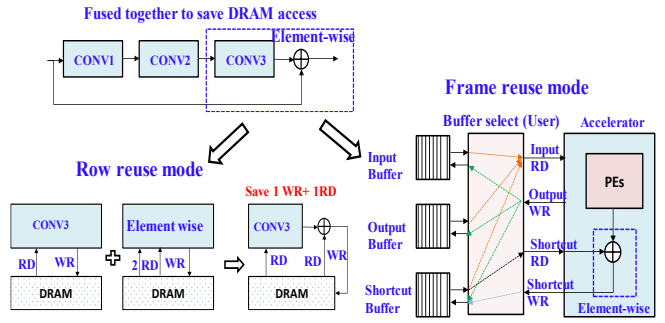 Fused together to save DRAM access
Element-wise
CONV1
CONV2
CONV3
Frame reuse mode
Buffer select (User)
Accelerator
Input
Buffer
Input
RD
PEs
Output
WR
Output
Buffer
Shortcut
RD
Shortcut
Buffer
Shortcut
WR
Element-wise
Row reuse mode
Save 1 WR+ 1RD
CONV3
Element wise
CONV3
RD
WR
2
RD
WR
RD
RD
WR
DRAM
DRAM
DRAM